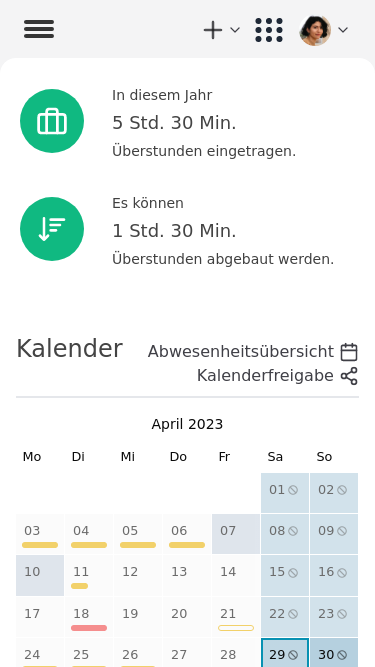 In diesem Jahr
5 Std. 30 Min.
Überstunden eingetragen.
Es können
1 Std. 30 Min.
Überstunden abgebaut werden.
Kalender
Abwesenheitsübersicht
Kalenderfreigabe
April 2023
Mo Di Mi Do Fr Sa So
01 02
03 04 05 06 07 08 09
10 11 12 13 14 15 16
17 18 19 20 21 22 23
24 25 26 27 28 29 30